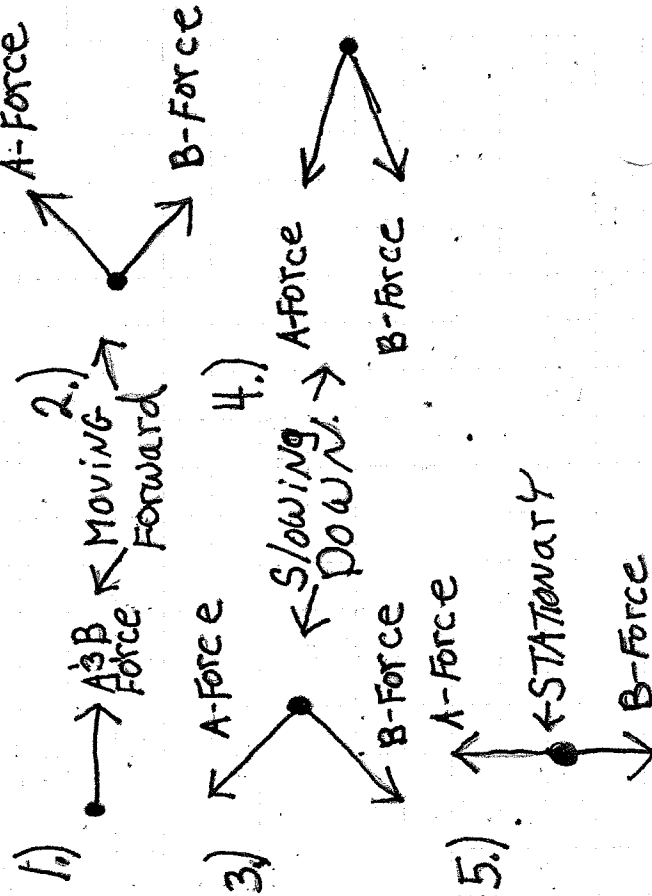 1.)
A & B
Force
MOVING
Forward
2.)
A-Force
B-Force
3.)
A-Force
B-Force
Slowing
DOWN.
4.)
A-Force
B-Force
5.)
A-Force
STATIONarY
B-Force